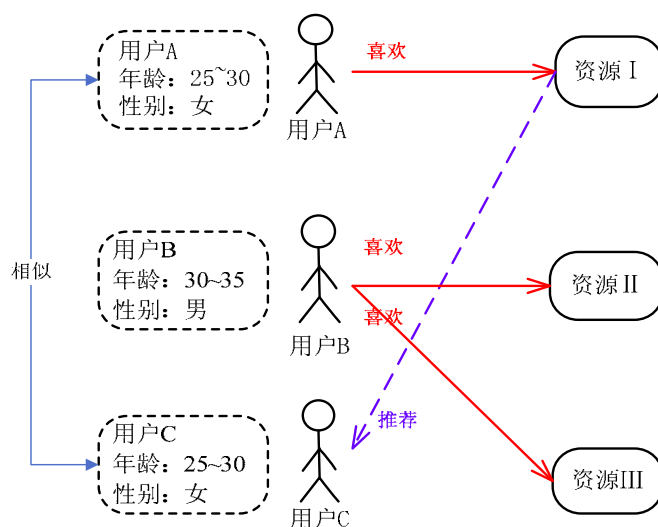 用户A
年龄：25~30
性别：女
用户A
喜欢
资源Ⅰ
相似
用户B
年龄：30~35
性别：男
用户B
喜欢
喜欢
资源Ⅱ
用户C
年龄：25~30
性别：女
用户C
推荐
资源Ⅲ